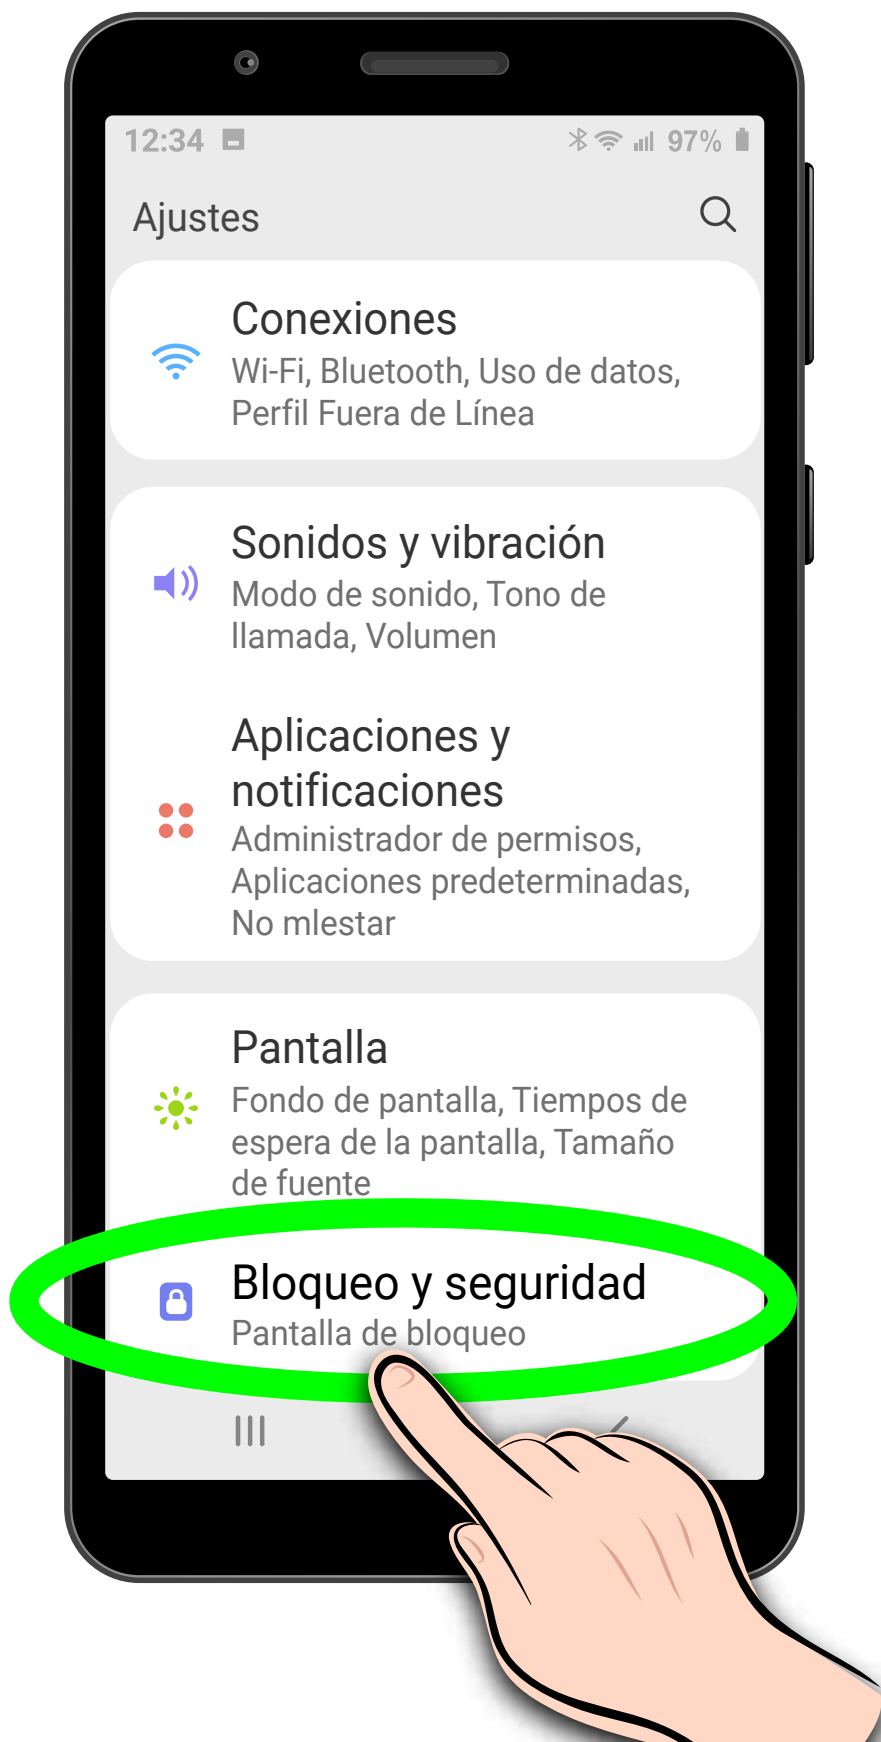 12:34 97%
Ajustes
Conexiones
Wi-Fi, Bluetooth, Uso de datos,
Perfil Fuera de Línea
Sonidos y vibración
Modo de sonido, Tono de
llamada, Volumen
Aplicaciones y
notificaciones
Administrador de permisos,
Aplicaciones predeterminadas,
No mlestar
Pantalla
Fondo de pantalla, Tiempos de
espera de la pantalla, Tamaño
de fuente
Bloqueo y seguridad
Pantalla de bloqueo